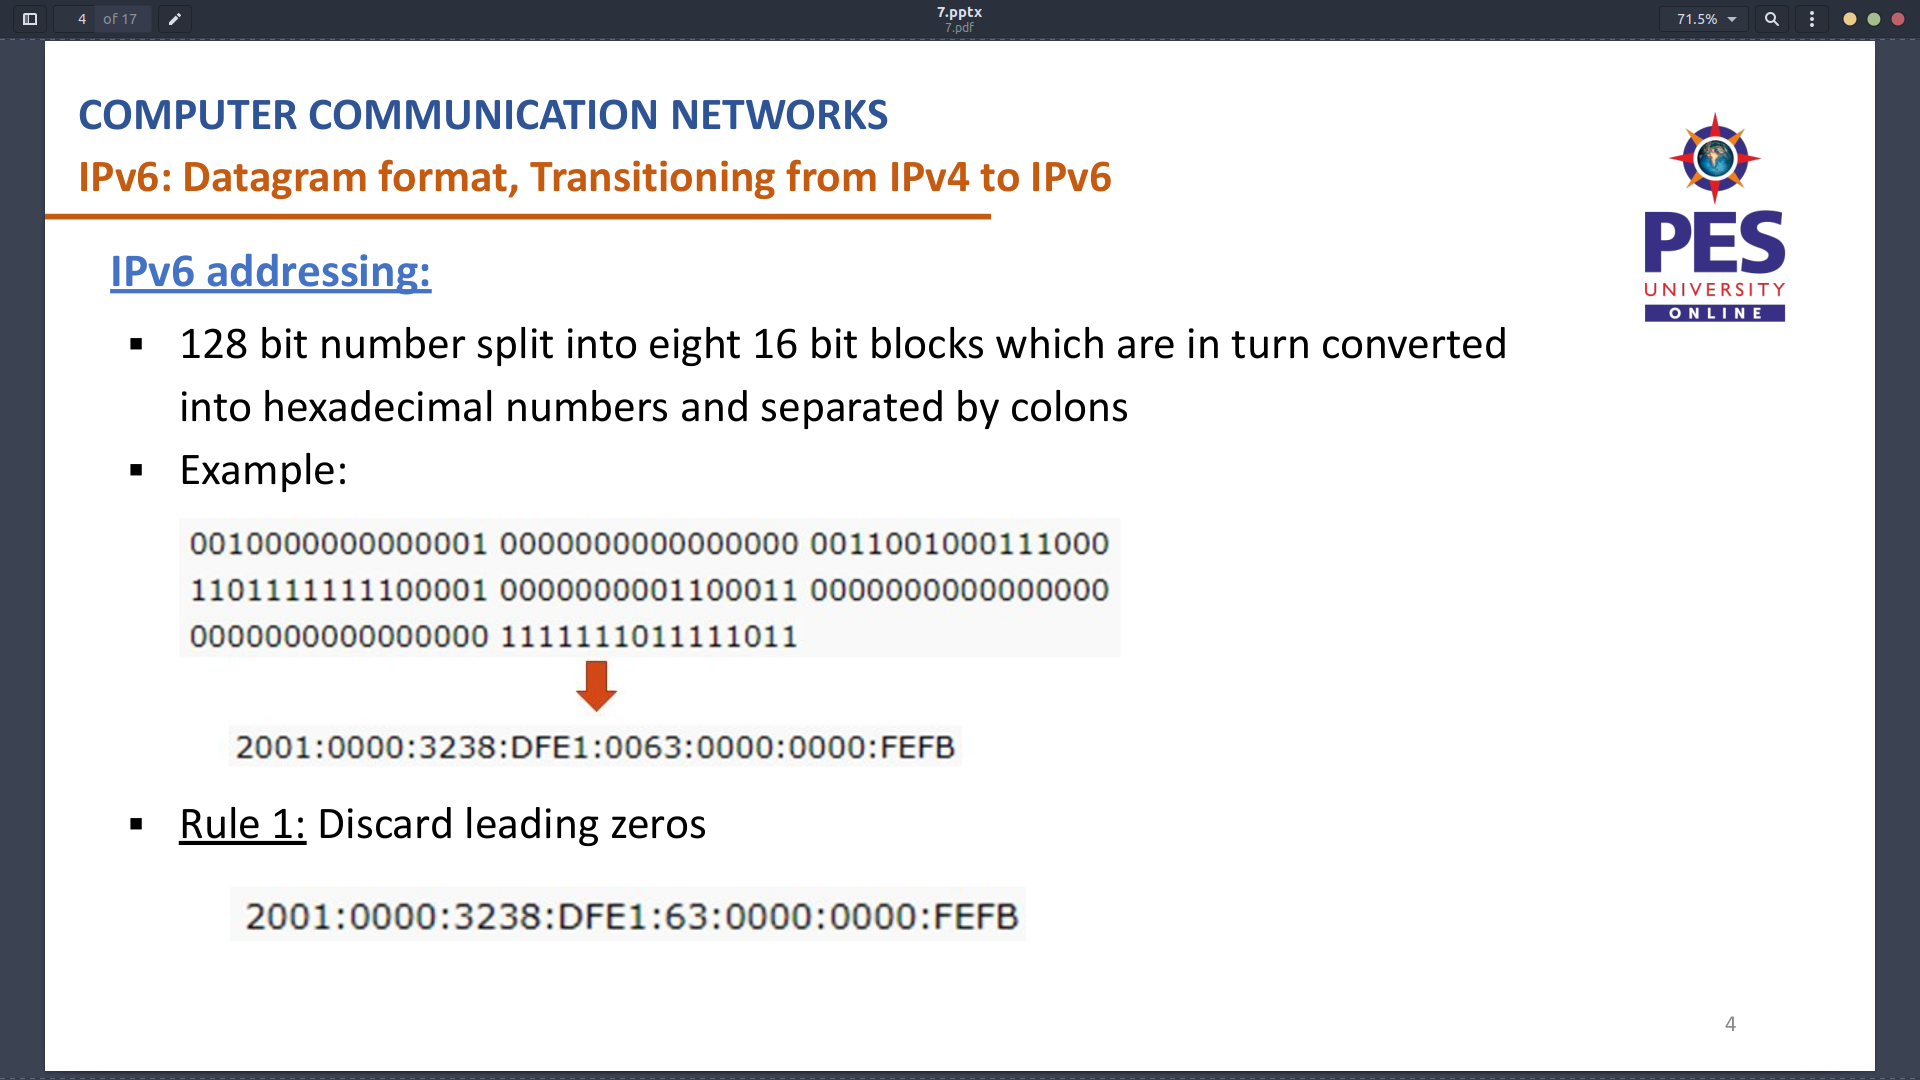 4 of 17
7.pptx
7.pdf
71.5%
COMPUTER COMMUNICATION NETWORKS
IPv6: Datagram format, Transitioning from IPv4 to IPv6
PES
UNIVERSITY
ONLINE
IPv6 addressing:
▪ 128 bit number split into eight 16 bit blocks which are in turn converted
into hexadecimal numbers and separated by colons
▪ Example:
0010000000000001 0000000000000000 0011001000111000
1101111111100001 0000000001100011 0000000000000000
0000000000000000 1111111011111011
2001:0000:3238:DFE1:0063:0000:0000:FEFB
▪ Rule 1: Discard leading zeros
2001:0000:3238:DFE1:63:0000:0000:FEFB
4